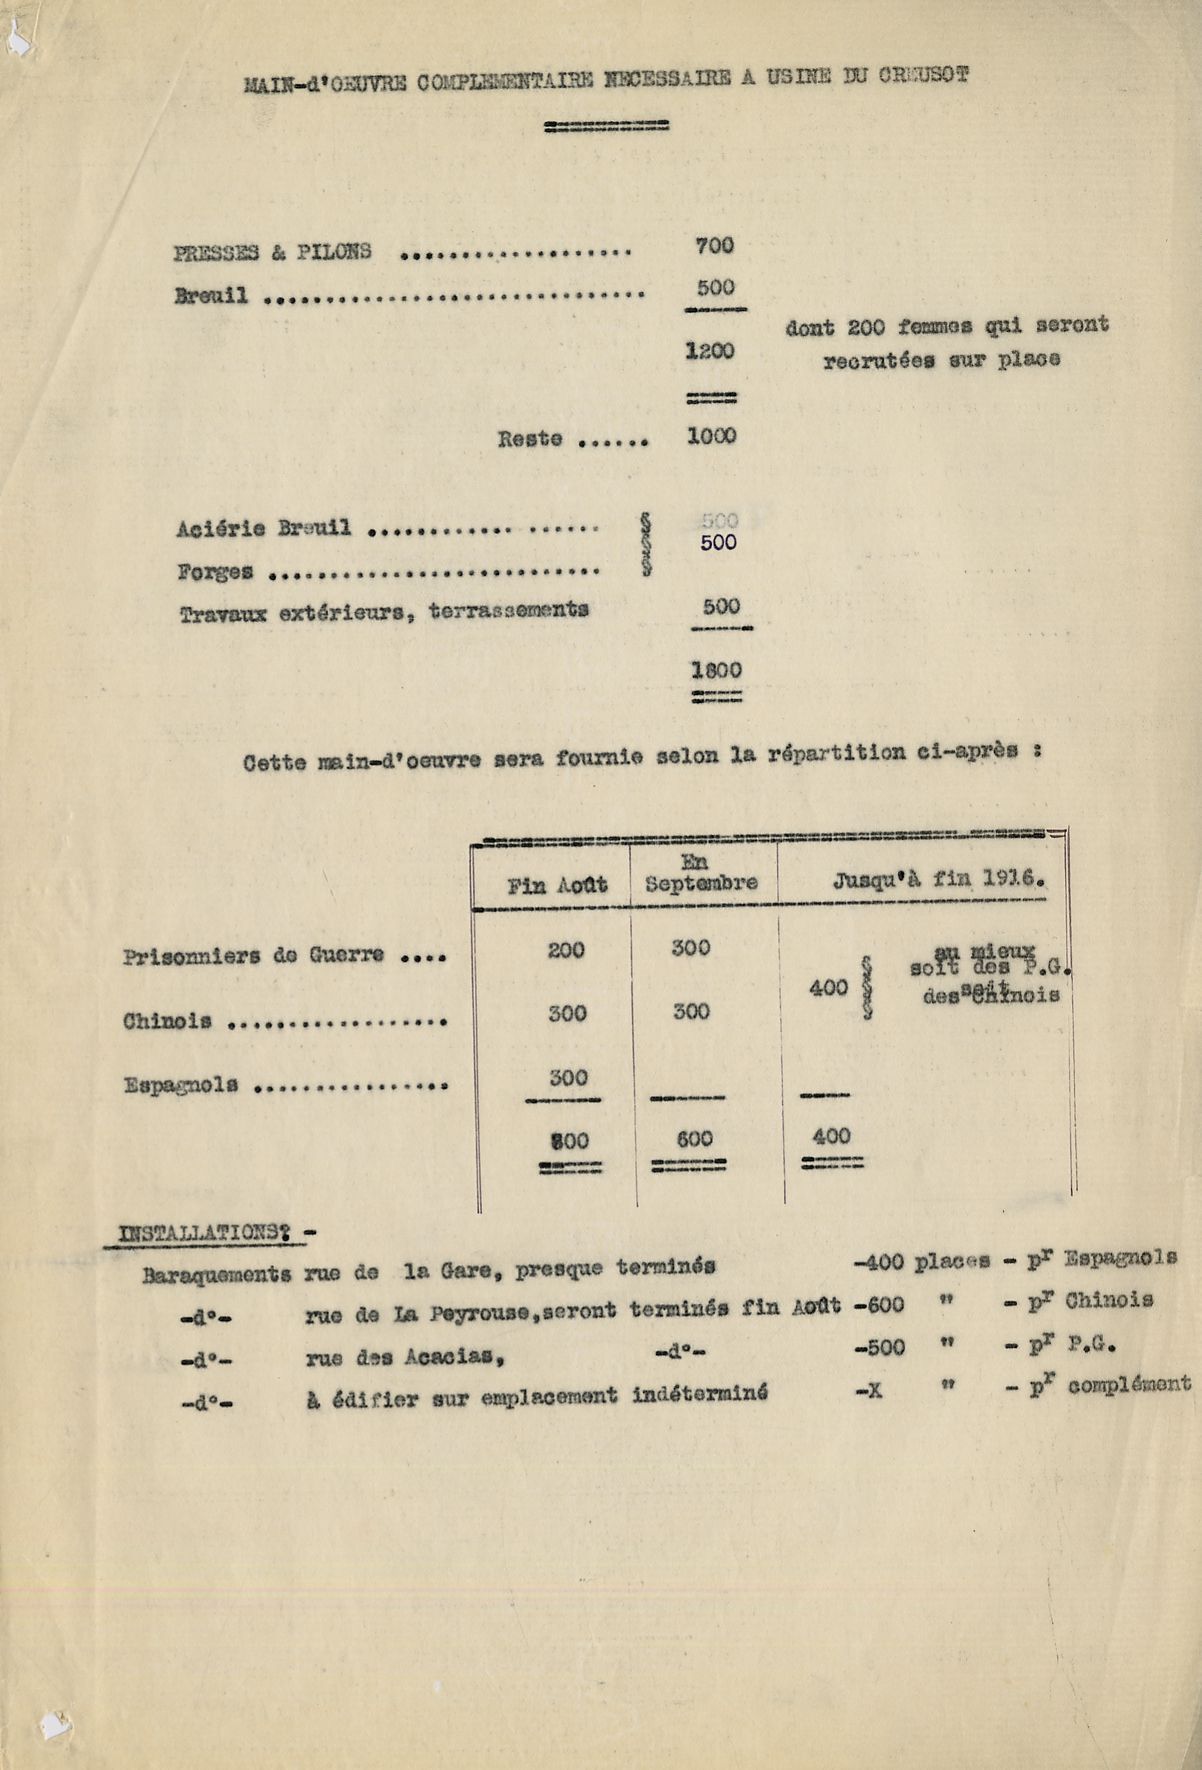 MAIN-d'OEUVRE COMPLEMENTAIRE NECESSAIRE A USINE DU CREUSOT
PRESSES & PILONS ................... 700
Breuil ............................... 500
1200 dont 200 femmes qui seront
recrutées sur place
Reste ...... 1000
Aciérie Breuil ............ ...... § 500
§ 500
Forges ........................... §
Travaux extérieurs, terrassements 500
1800
Cette main-d'oeuvre sera fournie selon la répartition ci-après :
Fin Août En Septembre Jusqu'à fin 1916.
Prisonniers de Guerre .... 200 300 au mieux
soit des P.G.
400 § soit
des Chinois
Chinois .................. 300 300
Espagnols ................ 300
800 600 400
INSTALLATIONS? -
Baraquements rue de la Gare, presque terminés -400 places - pr Espagnols
-d°- rue de La Peyrouse,seront terminés fin Août -600 " - pr Chinois
-d°- rue des Acacias, -d°- -500 " - pr P.G.
-d°- à édifier sur emplacement indéterminé -X " - pr complément